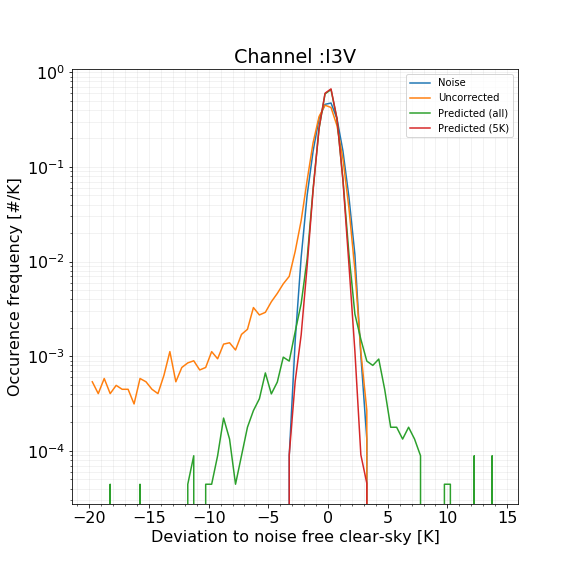 Channel :I3V
Noise
Uncorrected
Predicted (all)
Predicted (5K)
10⁰
10⁻¹
10⁻²
10⁻³
10⁻⁴
Occurence frequency [#/K]
−20 −15 −10 −5 0 5 10 15
Deviation to noise free clear-sky [K]